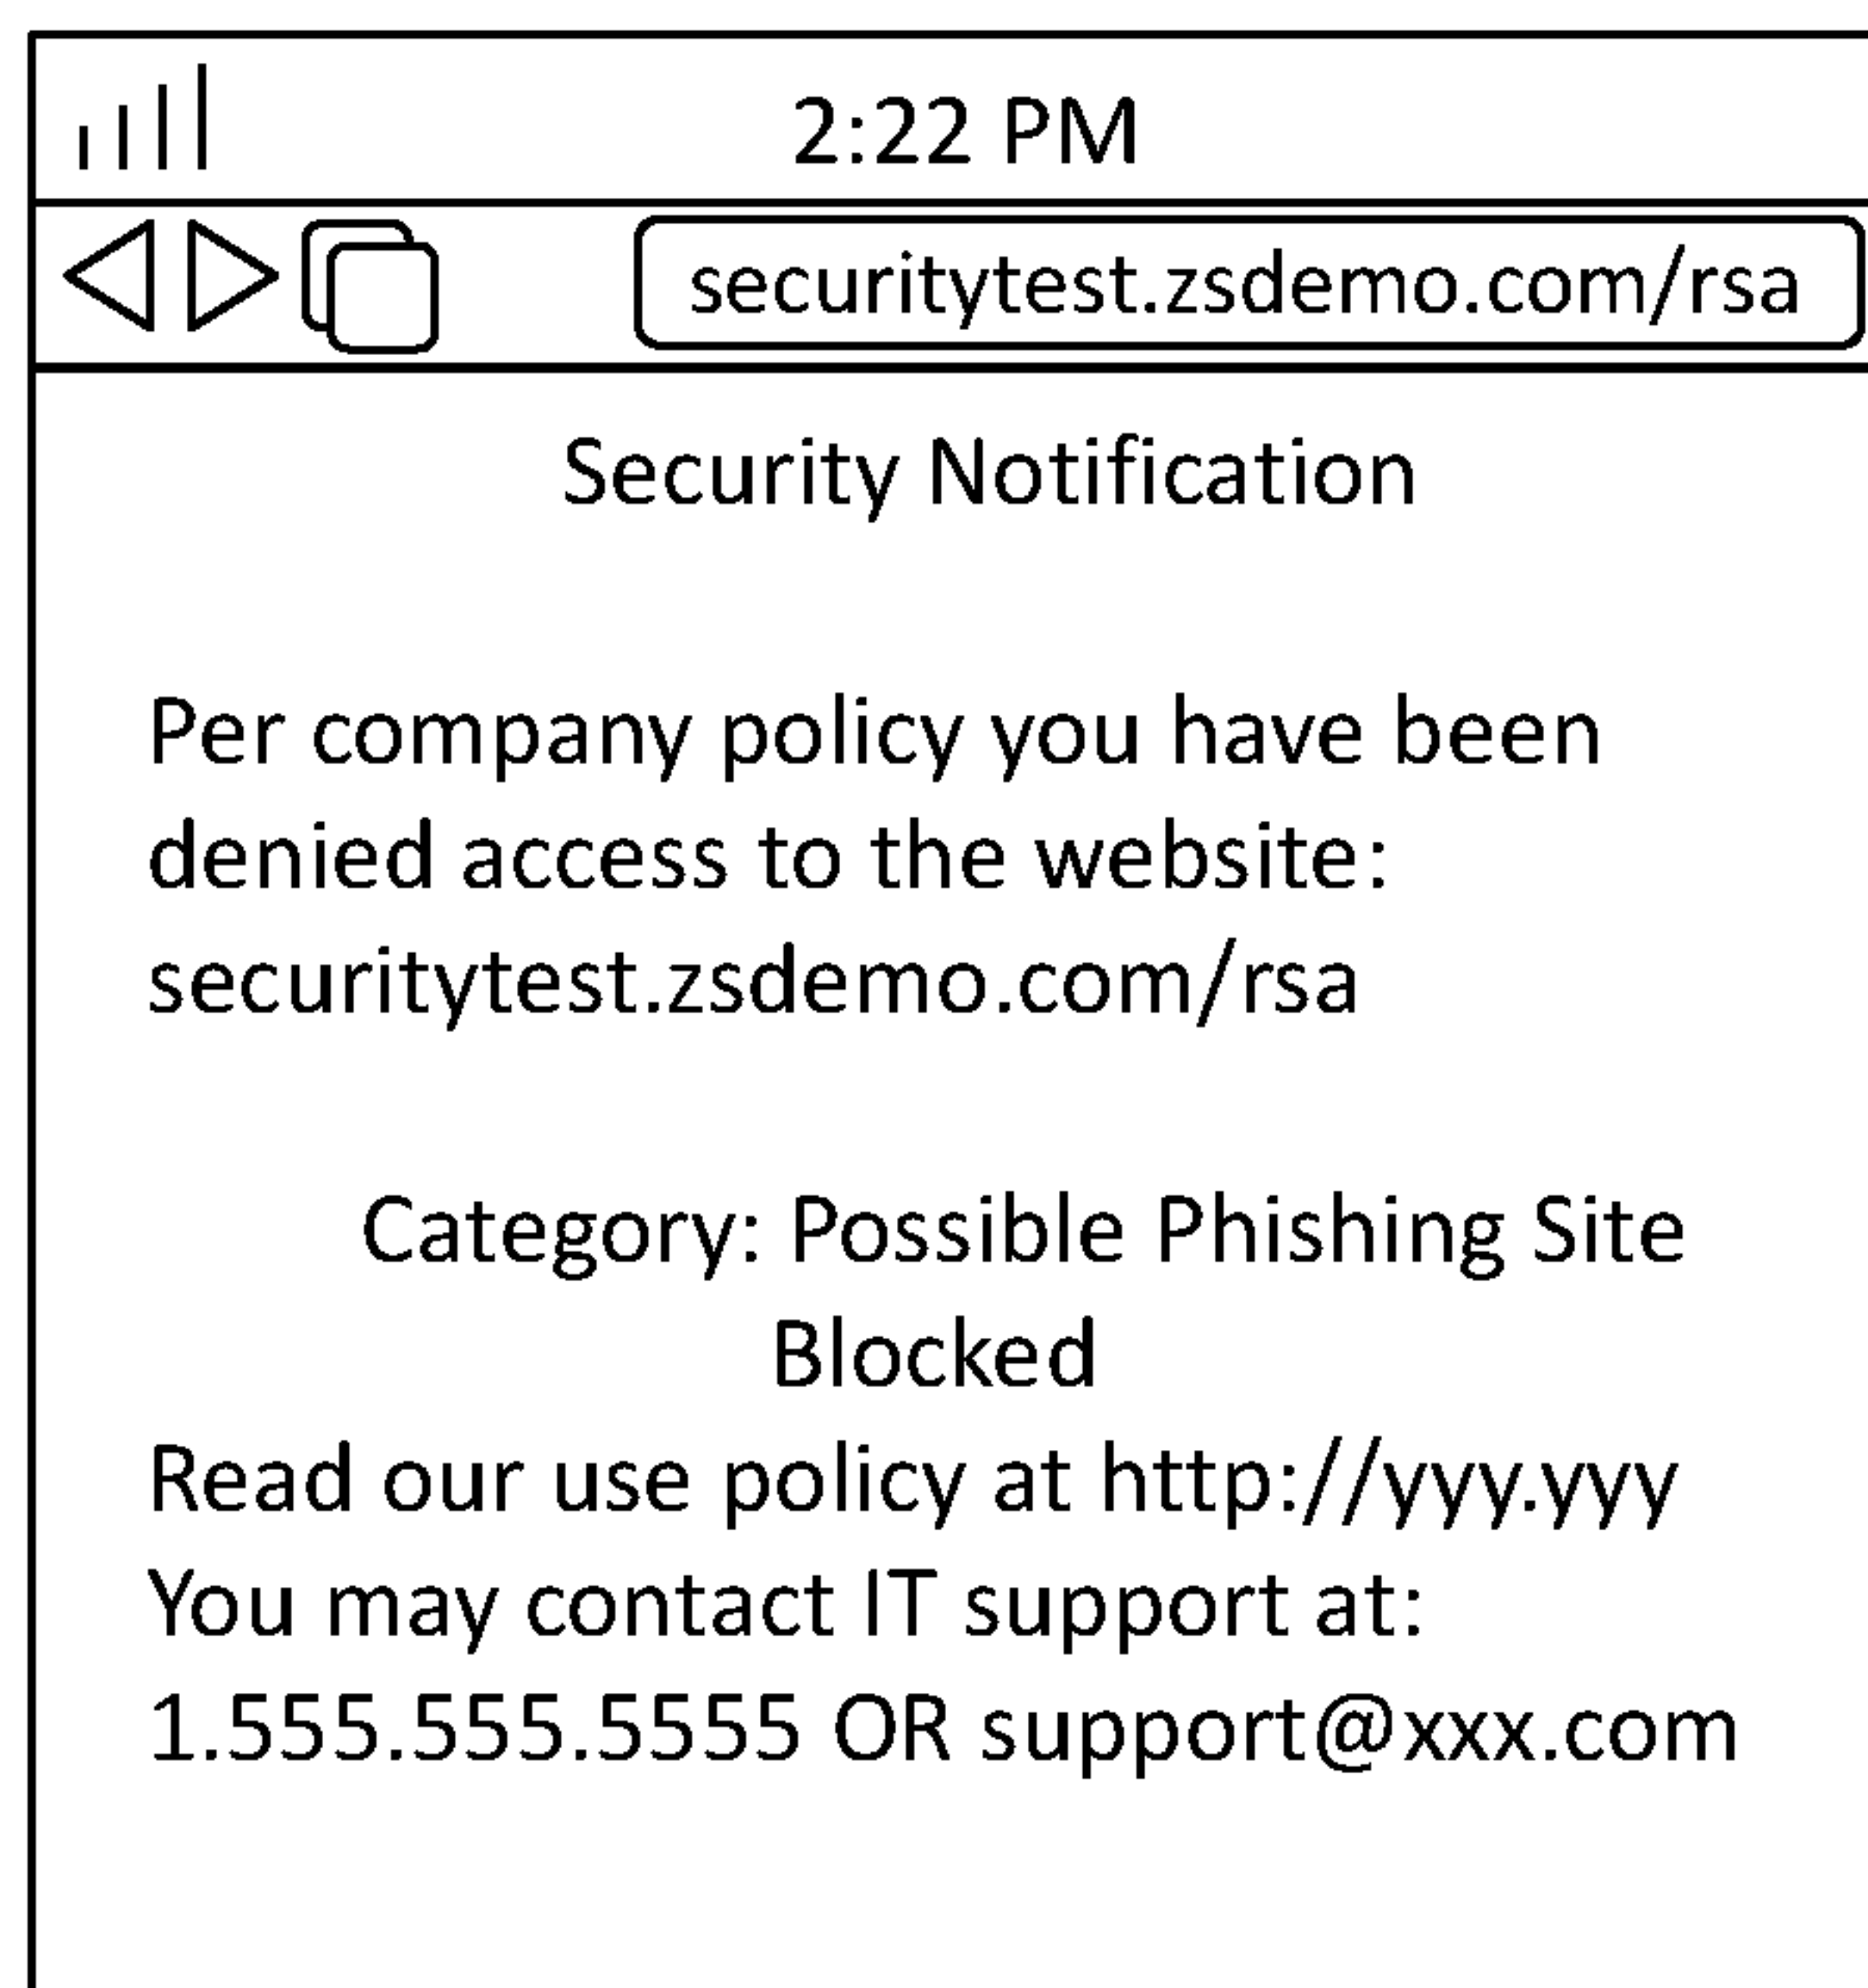 2:22 PM
securitytest.zsdemo.com/rsa
Security Notification
Per company policy you have been
denied access to the website:
securitytest.zsdemo.com/rsa
Category: Possible Phishing Site
Blocked
Read our use policy at http://yyy.yyy
You may contact IT support at:
1.555.555.5555 OR support@xxx.com